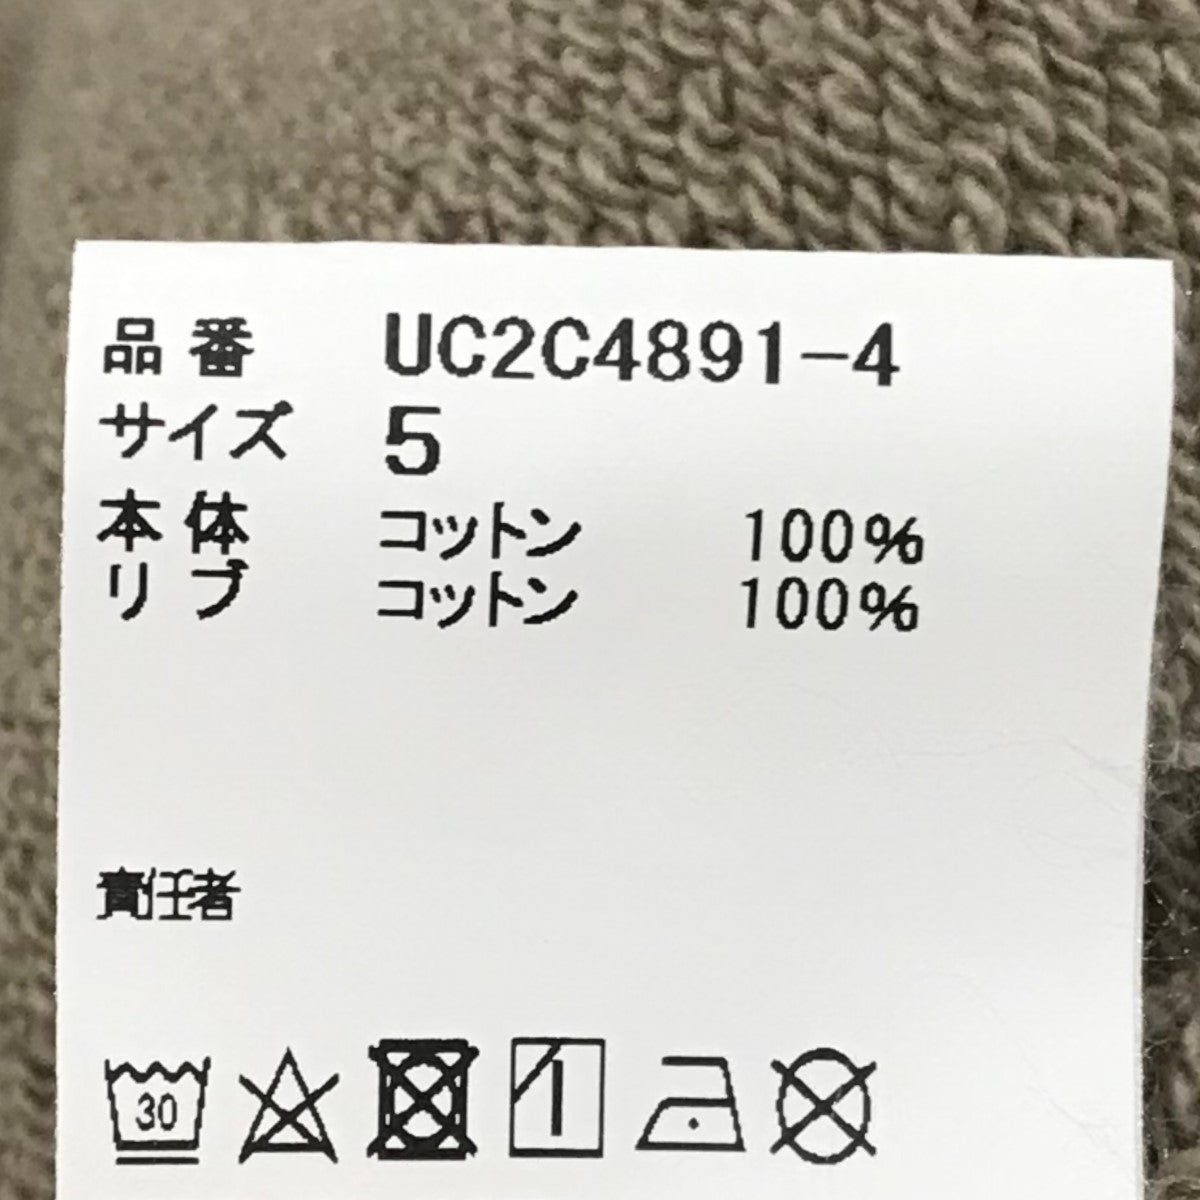 品番 UC2C4891-4
サイズ 5
本体 コットン 100%
リブ コットン 100%
責任者
30